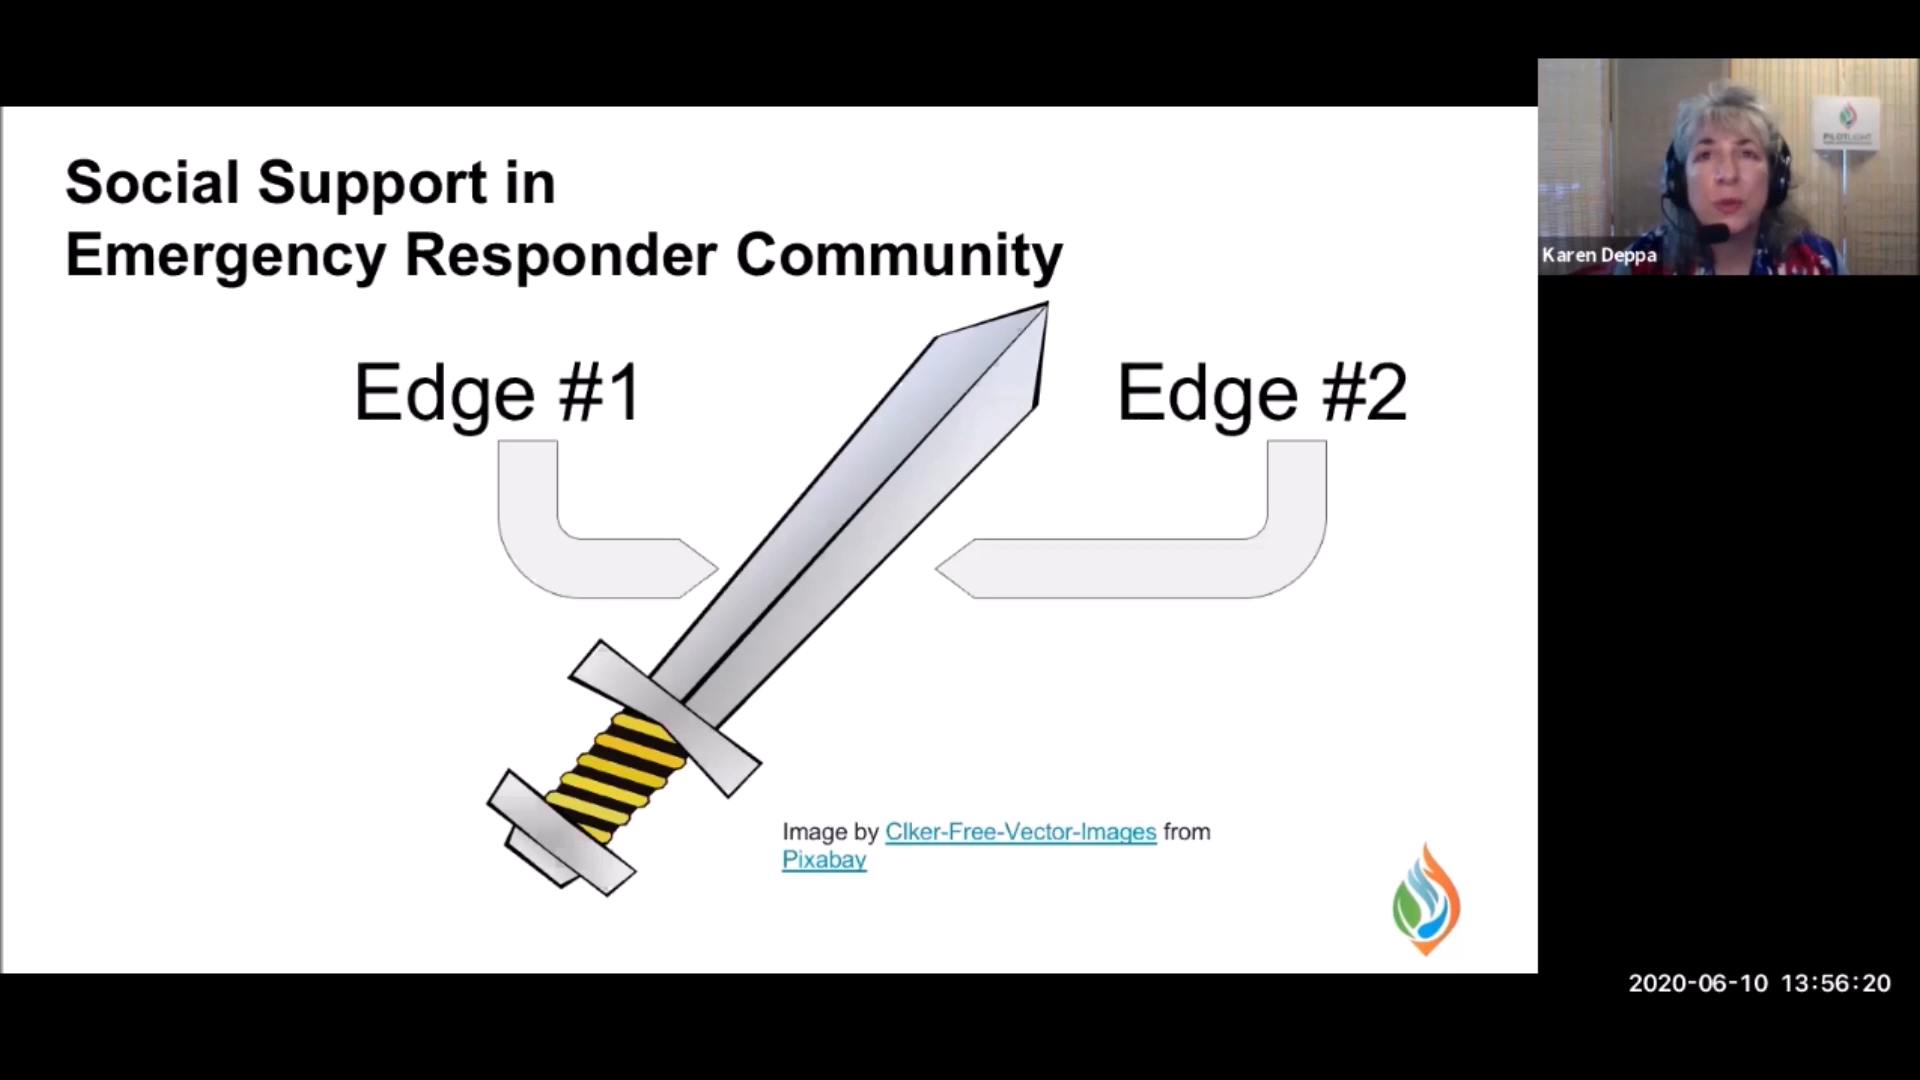 Social Support in
Emergency Responder Community
Edge #1
Edge #2
Image by Clker-Free-Vector-Images from
Pixabay
PILOTLIGHT
Karen Deppa
2020-06-10 13:56:20